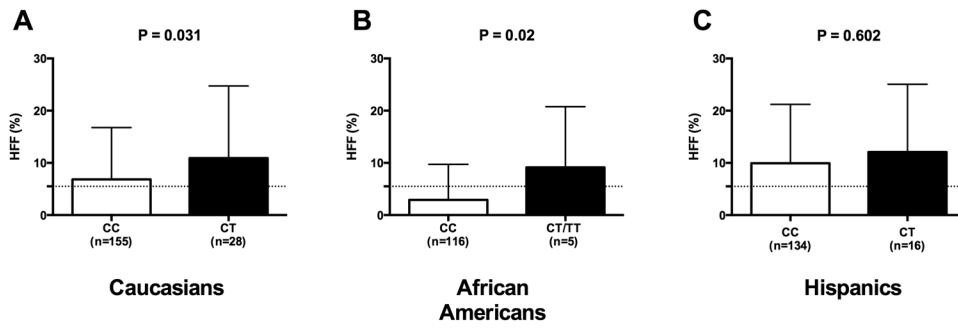 A
P = 0.031
HFF (%)
30
20
10
0
CC
(n=155)
CT
(n=28)
Caucasians
B
P = 0.02
HFF (%)
30
20
10
0
CC
(n=116)
CT/TT
(n=5)
African
Americans
C
P = 0.602
HFF (%)
30
20
10
0
CC
(n=134)
CT
(n=16)
Hispanics